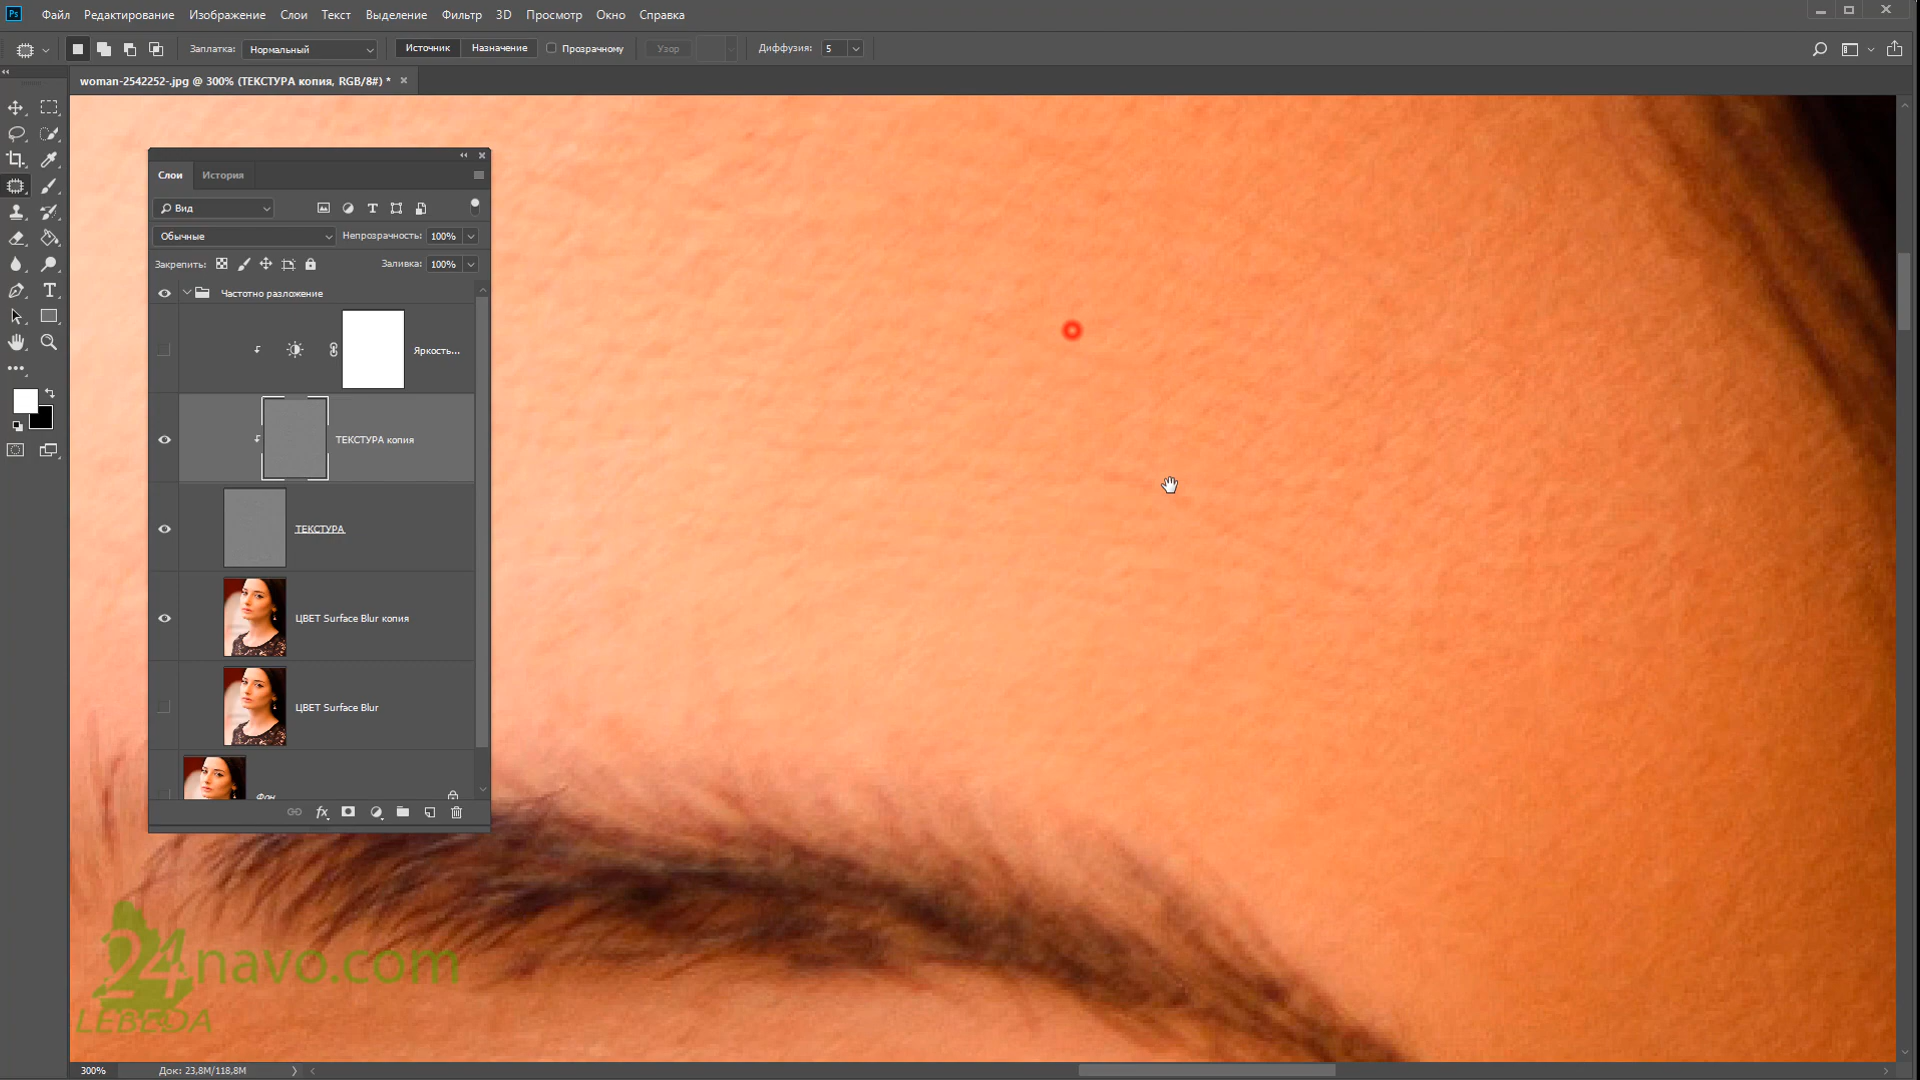 Ps Файл Редактирование Изображение Слои Текст Выделение Фильтр 3D Просмотр Окно Справка
Заплатка: Нормальный Источник Назначение Прозрачному Узор Диффузия: 5
woman-2542252-.jpg @ 300% (ТЕКСТУРА копия, RGB/8#) *
Слои История
Вид
Обычные Непрозрачность: 100%
Закрепить: Заливка: 100%
Частотно разложение
Яркость...
ТЕКСТУРА копия
ТЕКСТУРА
ЦВЕТ Surface Blur копия
ЦВЕТ Surface Blur
Фон
fx
24navo.com
LEBEDA
300% Док: 23,8M/118,8M